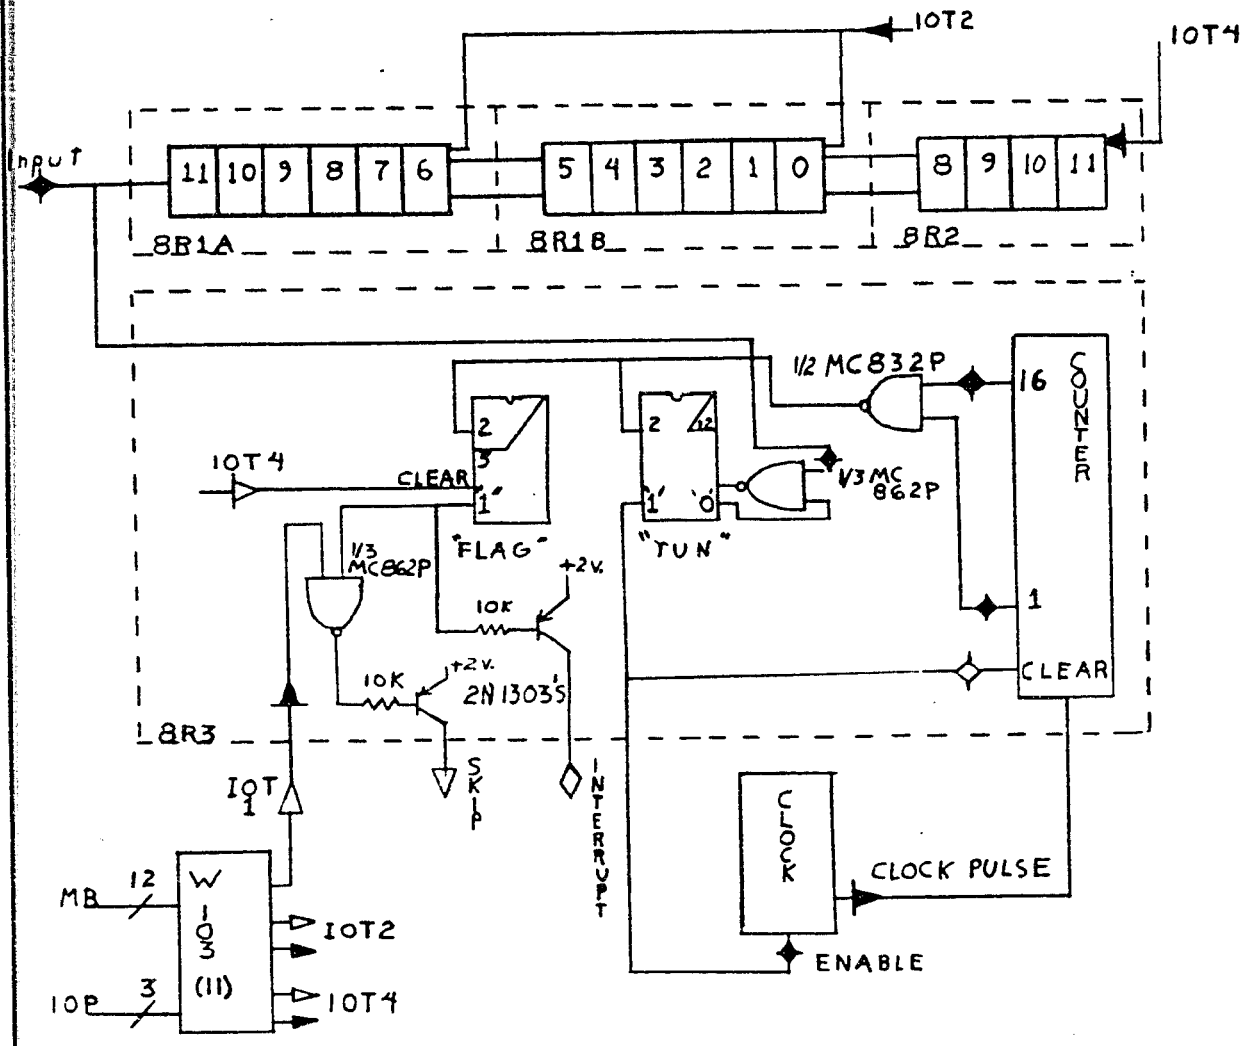 IOT2
IOT4
Input
11 10 9 8 7 6
5 4 3 2 1 0
8 9 10 11
8R1A
8R1B
8R2
1/2 MC832P
16
COUNTER
2
3
CLEAR
"1"
"FLAG"
IOT4
2
12
'1' '0'
"TUN"
1/3 MC
862P
1/3
MC862P
+2v.
10K
1
+2v.
10K
2N1303's
CLEAR
8R3
SKIP
INTERRUPT
IOT
1
CLOCK
CLOCK PULSE
ENABLE
MB
12
W
103
(11)
IOT2
IOP
3
IOT4